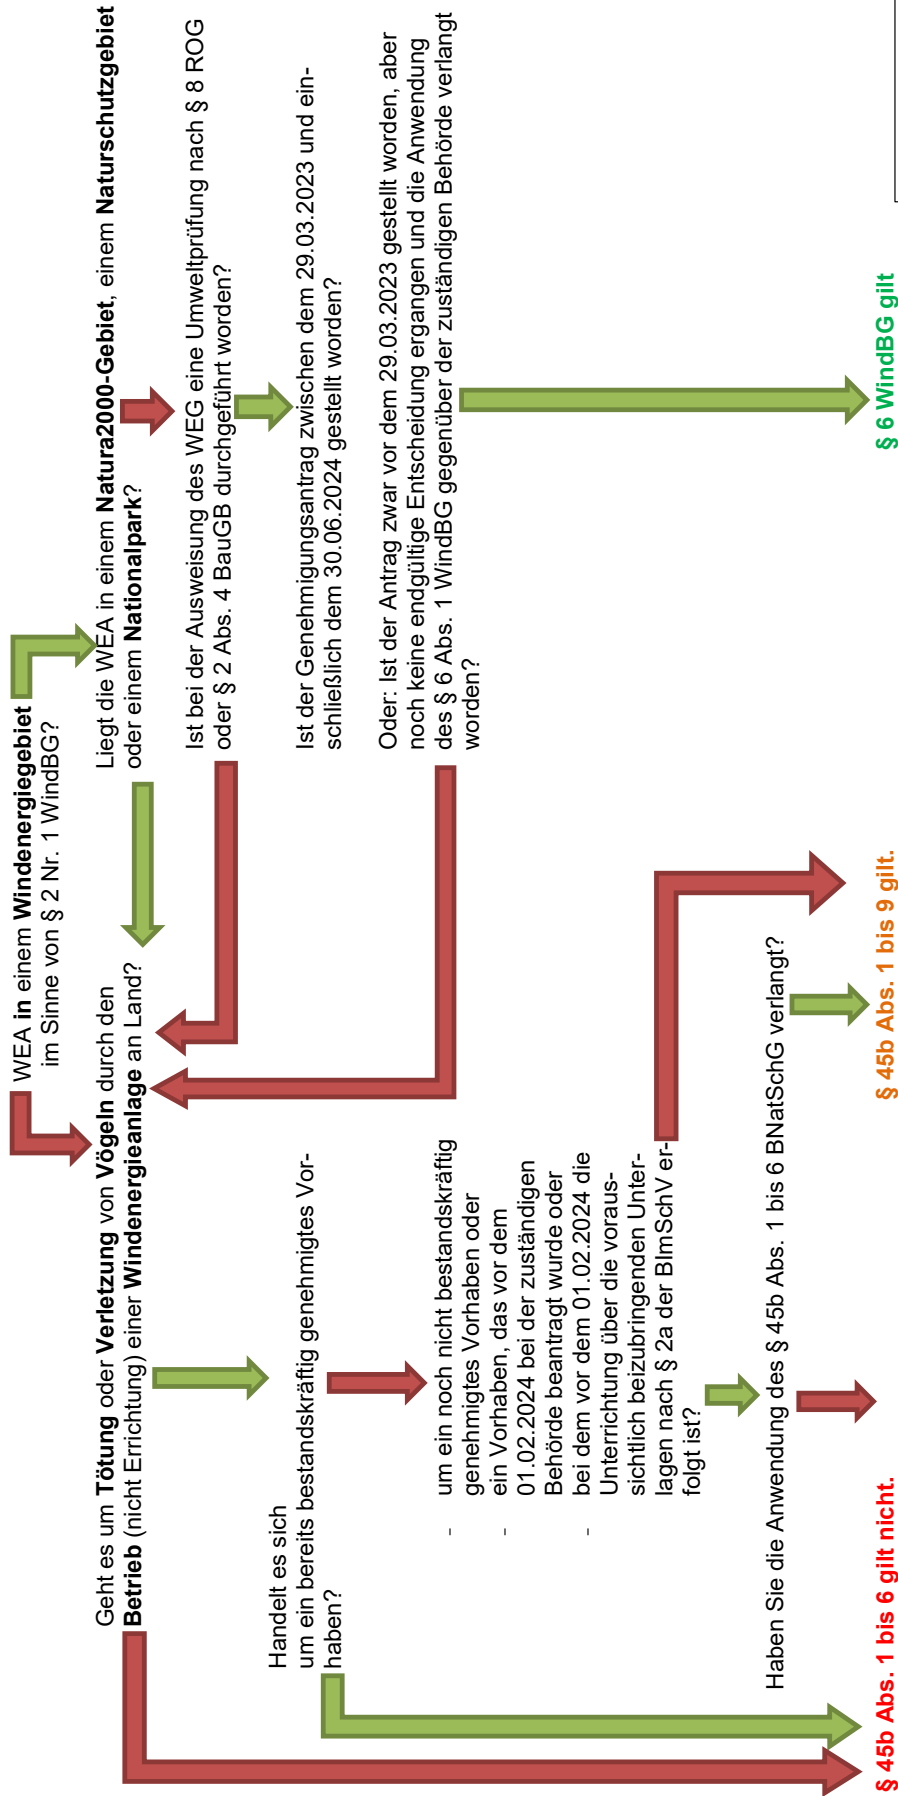 WEA in einem Windenergiegebiet
im Sinne von § 2 Nr. 1 WindBG?
Geht es um Tötung oder Verletzung von Vögeln durch den
Betrieb (nicht Errichtung) einer Windenergieanlage an Land?
Liegt die WEA in einem Natura2000-Gebiet, einem Naturschutzgebiet
oder einem Nationalpark?
Ist bei der Ausweisung des WEG eine Umweltprüfung nach § 8 ROG
oder § 2 Abs. 4 BauGB durchgeführt worden?
Handelt es sich
um ein bereits bestandskräftig genehmigtes Vor-
haben?
Ist der Genehmigungsantrag zwischen dem 29.03.2023 und ein-
schließlich dem 30.06.2024 gestellt worden?
Oder: Ist der Antrag zwar vor dem 29.03.2023 gestellt worden, aber
noch keine endgültige Entscheidung ergangen und die Anwendung
des § 6 Abs. 1 WindBG gegenüber der zuständigen Behörde verlangt
worden?
- um ein noch nicht bestandskräftig
genehmigtes Vorhaben oder
- ein Vorhaben, das vor dem
01.02.2024 bei der zuständigen
Behörde beantragt wurde oder
- bei dem vor dem 01.02.2024 die
Unterrichtung über die voraus-
sichtlich beizubringenden Unter-
lagen nach § 2a der BImSchV er-
folgt ist?
Haben Sie die Anwendung des § 45b Abs. 1 bis 6 BNatSchG verlangt?
§ 45b Abs. 1 bis 6 gilt nicht.
§ 45b Abs. 1 bis 9 gilt.
§ 6 WindBG gilt